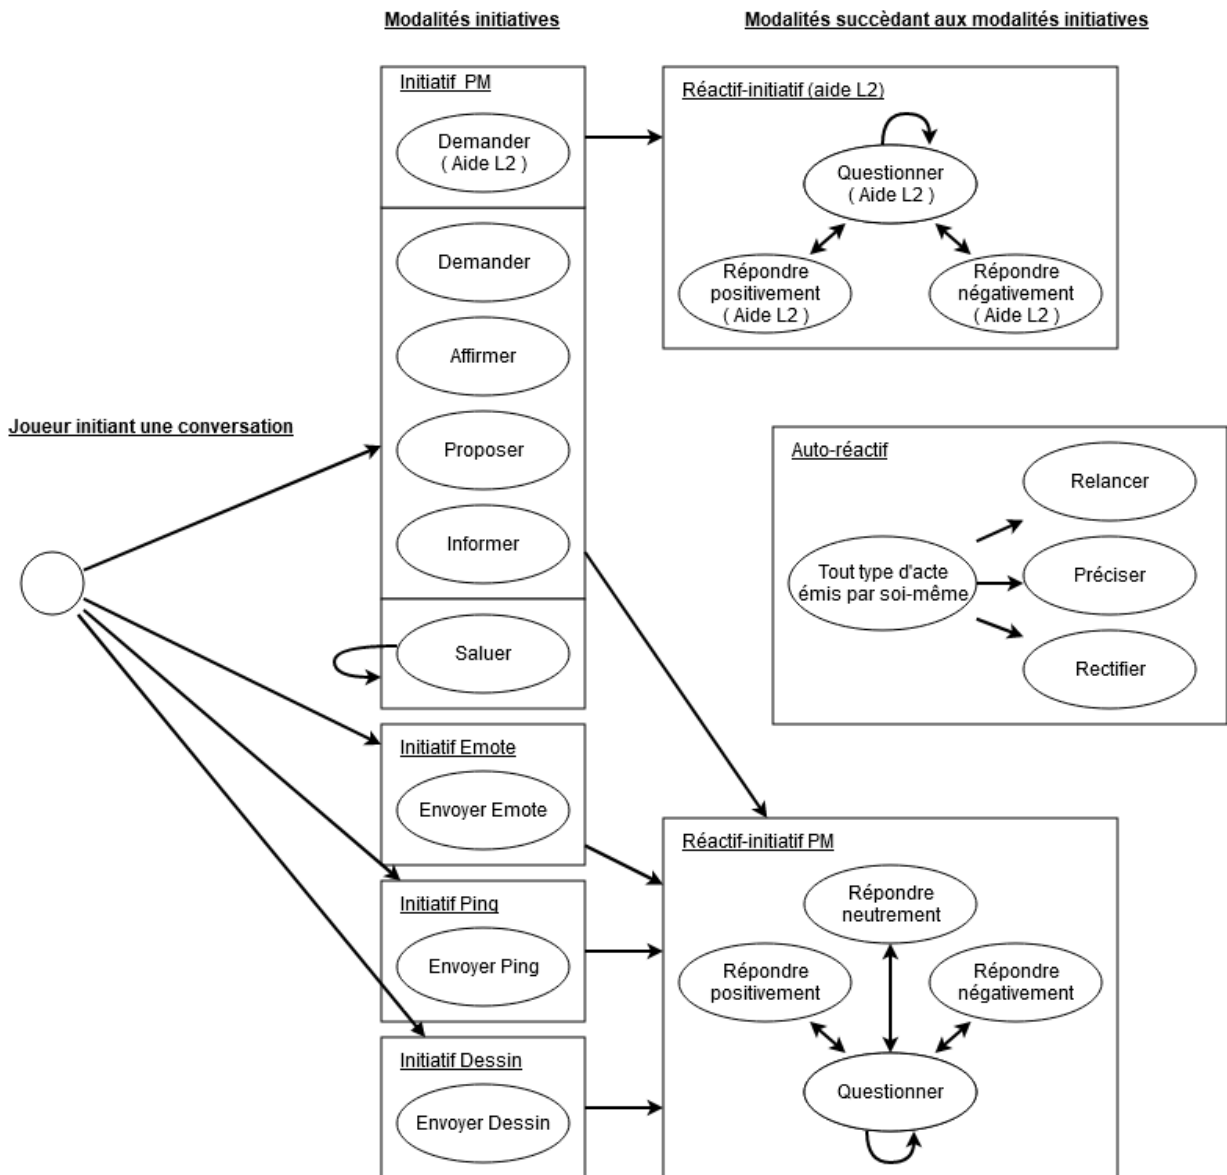 Modalités initiatives
Modalités succèdant aux modalités initiatives
Initiatif PM
Demander
( Aide L2 )
Réactif-initiatif (aide L2)
Questionner
( Aide L2 )
Répondre
positivement
( Aide L2 )
Répondre
négativement
( Aide L2 )
Demander
Affirmer
Joueur initiant une conversation
Proposer
Informer
Auto-réactif
Relancer
Tout type d'acte
émis par soi-même
Préciser
Rectifier
Saluer
Initiatif Emote
Envoyer Emote
Initiatif Ping
Envoyer Ping
Initiatif Dessin
Envoyer Dessin
Réactif-initiatif PM
Répondre
neutrement
Répondre
positivement
Répondre
négativement
Questionner